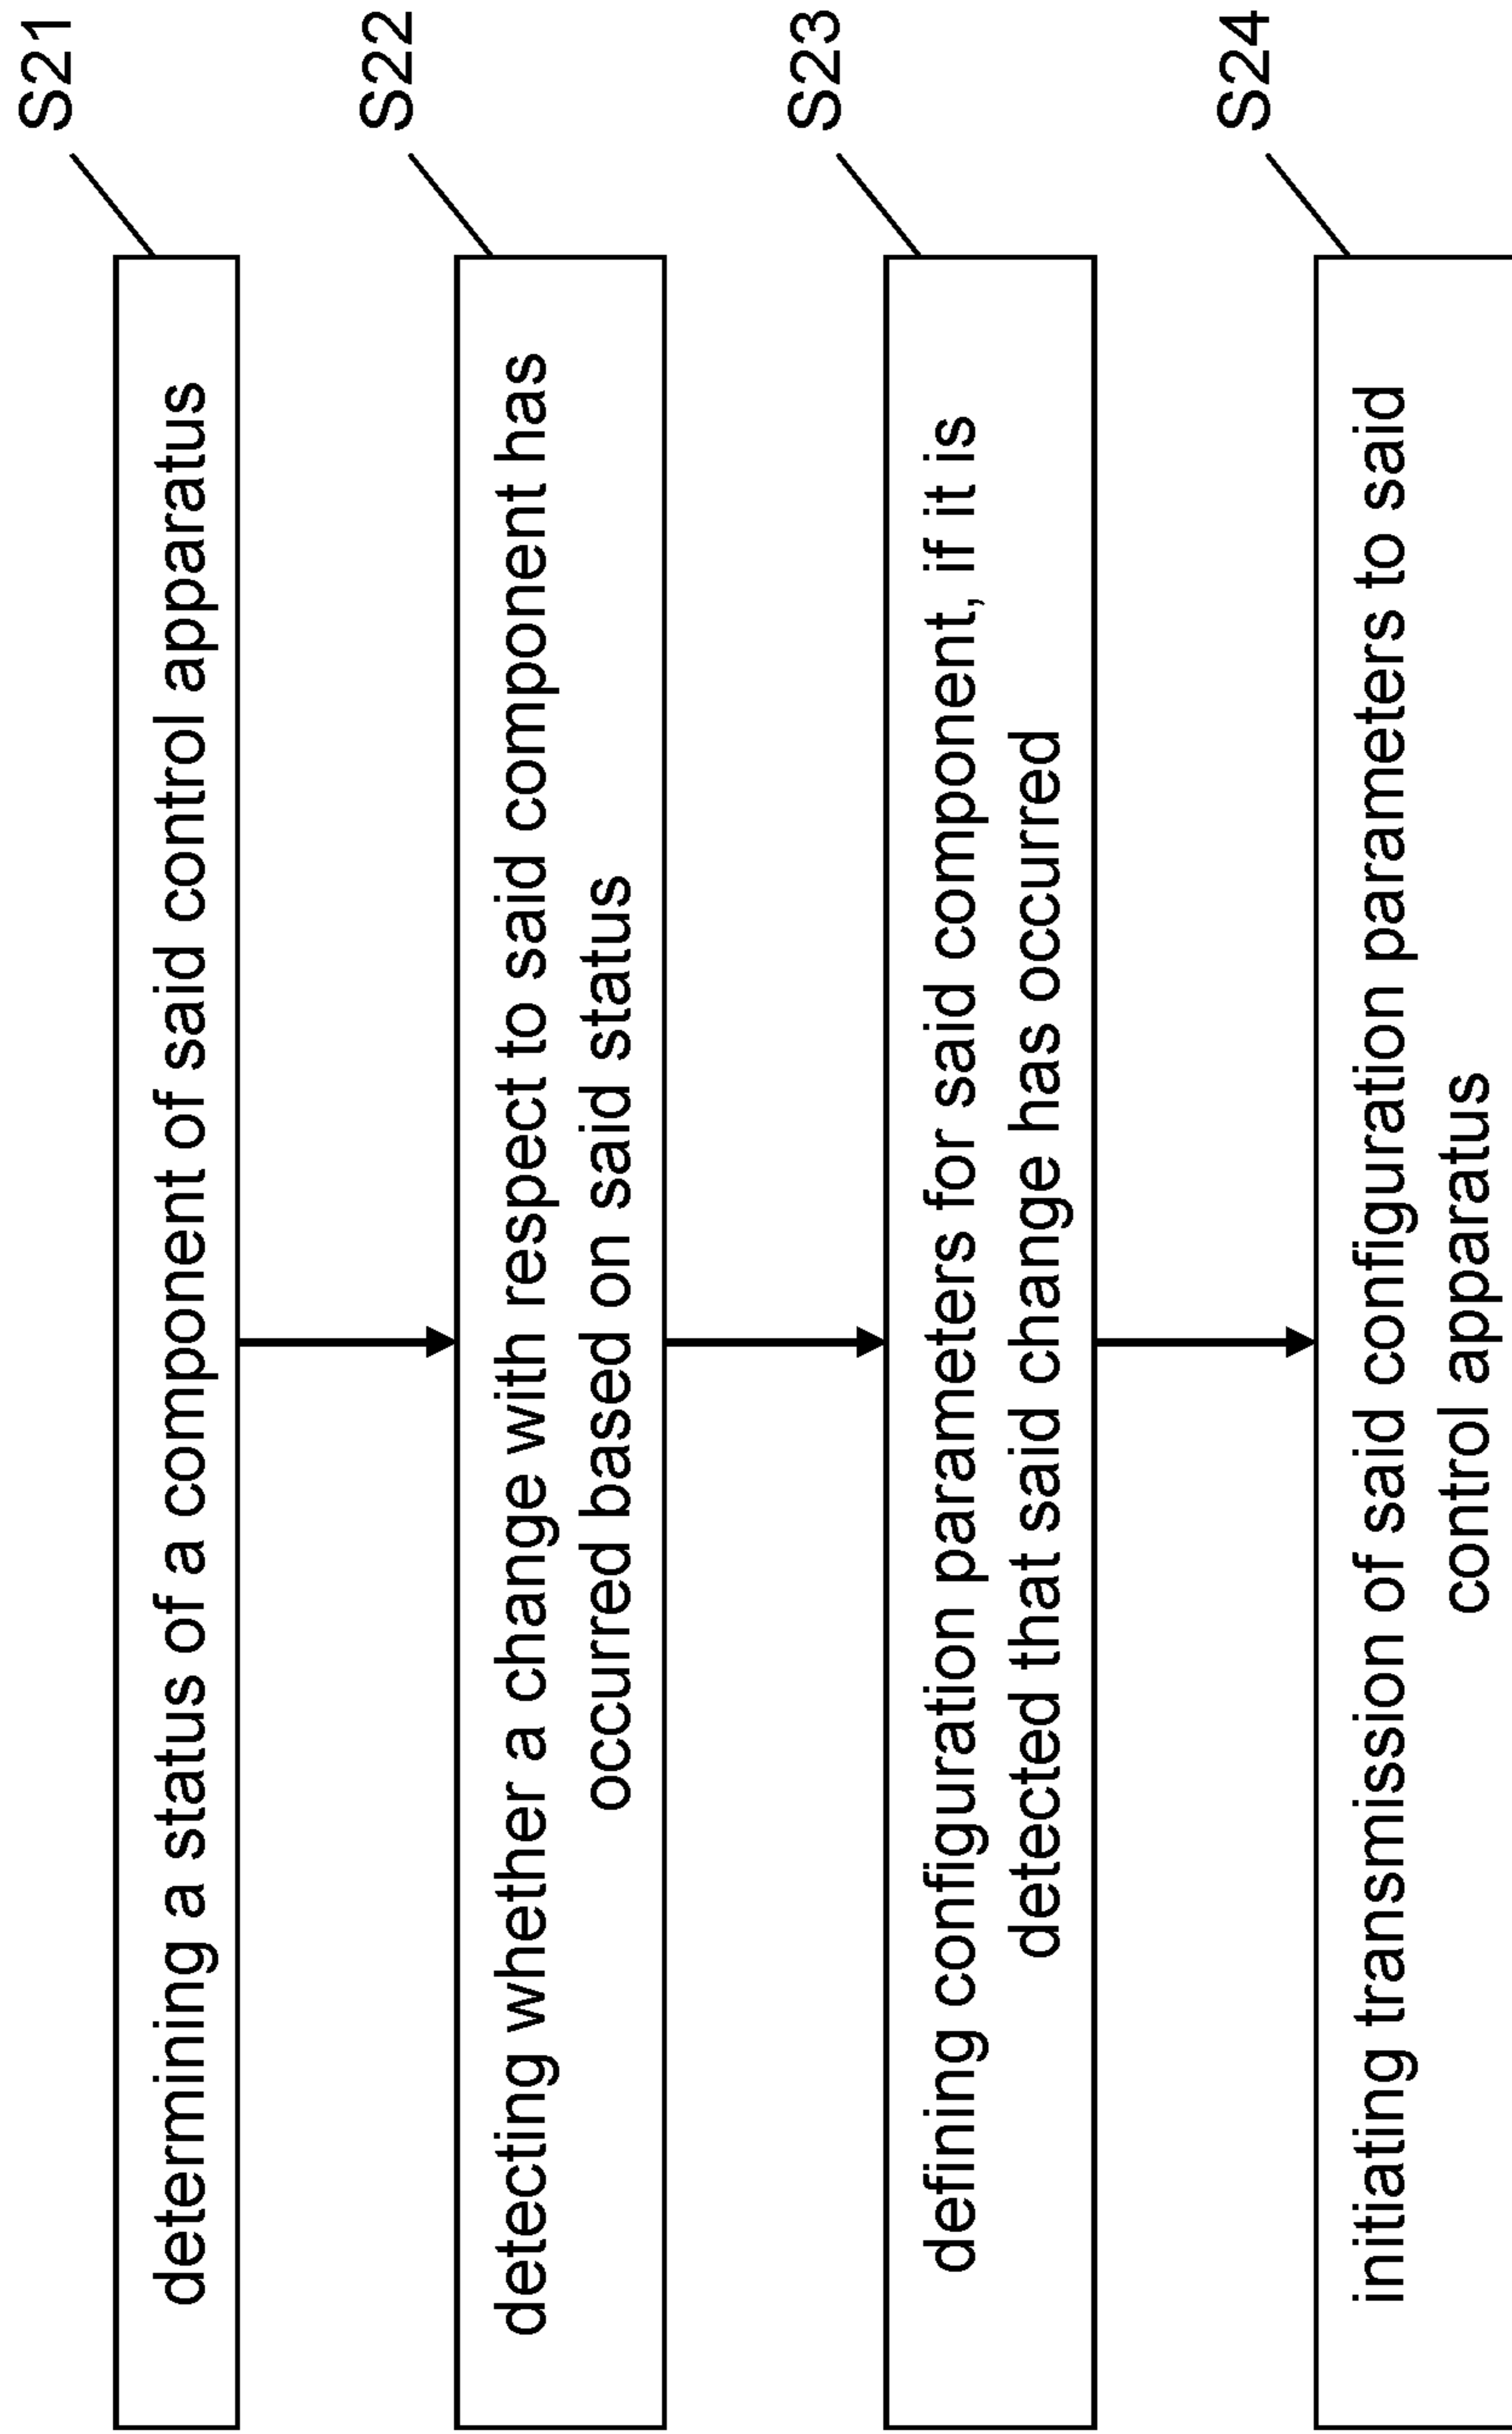 S21
determining a status of a component of said control apparatus
S22
detecting whether a change with respect to said component has
occurred based on said status
S23
defining configuration parameters for said component, if it is
detected that said change has occurred
S24
initiating transmission of said configuration parameters to said
control apparatus